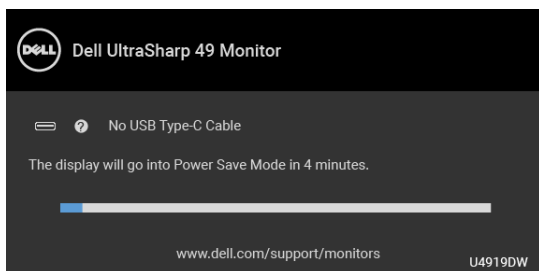 DELL Dell UltraSharp 49 Monitor
? No USB Type-C Cable
The display will go into Power Save Mode in 4 minutes.
www.dell.com/support/monitors
U4919DW